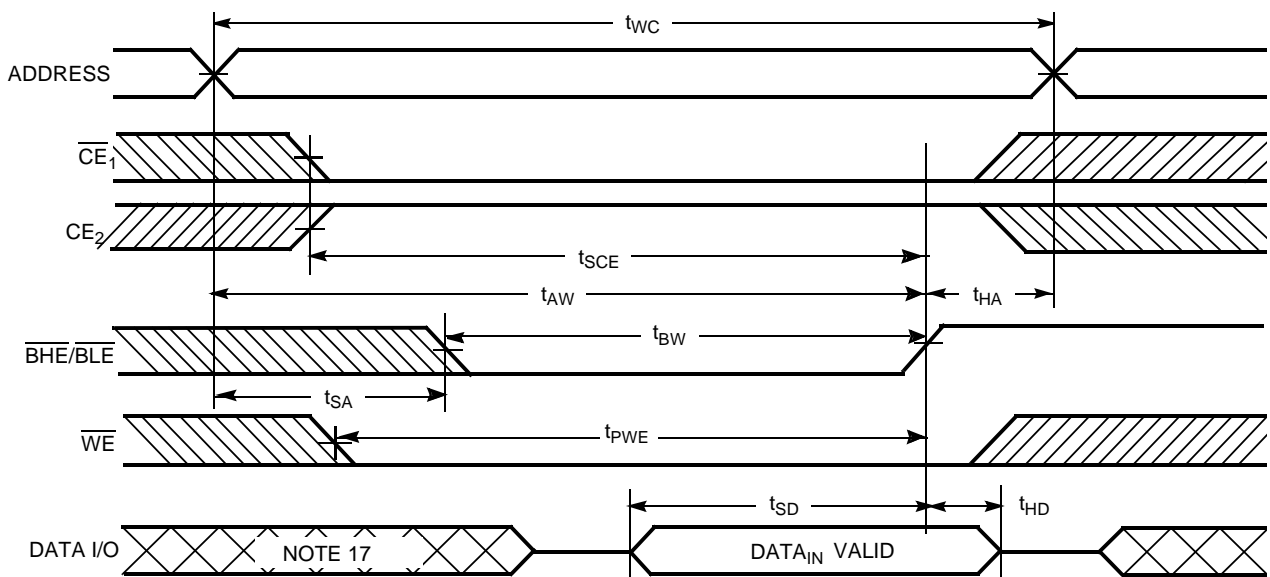 tWC
ADDRESS
CE1
CE2
tSCE
tAW
tHA
BHE/BLE
tBW
tSA
WE
tPWE
tSD
tHD
DATA I/O
NOTE 17
DATAIN VALID